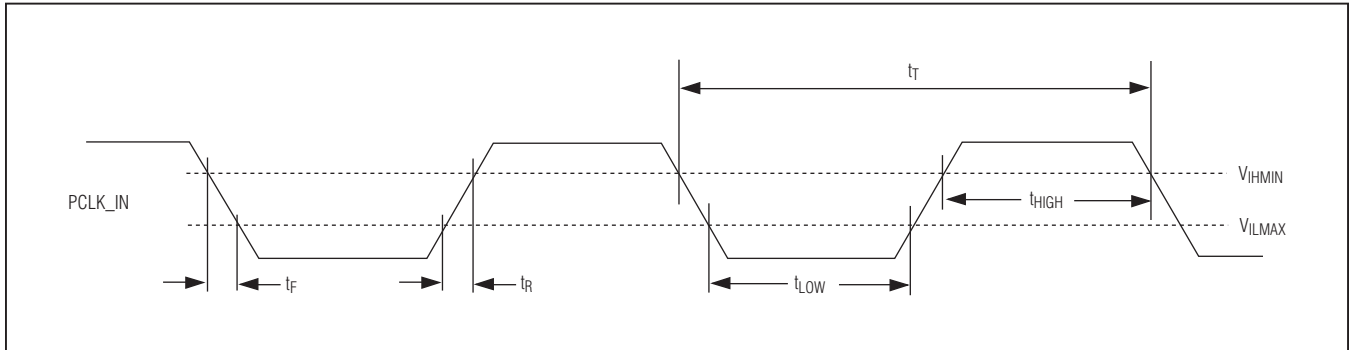 tT
VIHMIN
PCLK_IN
tHIGH
VILMAX
tF
tR
tLOW